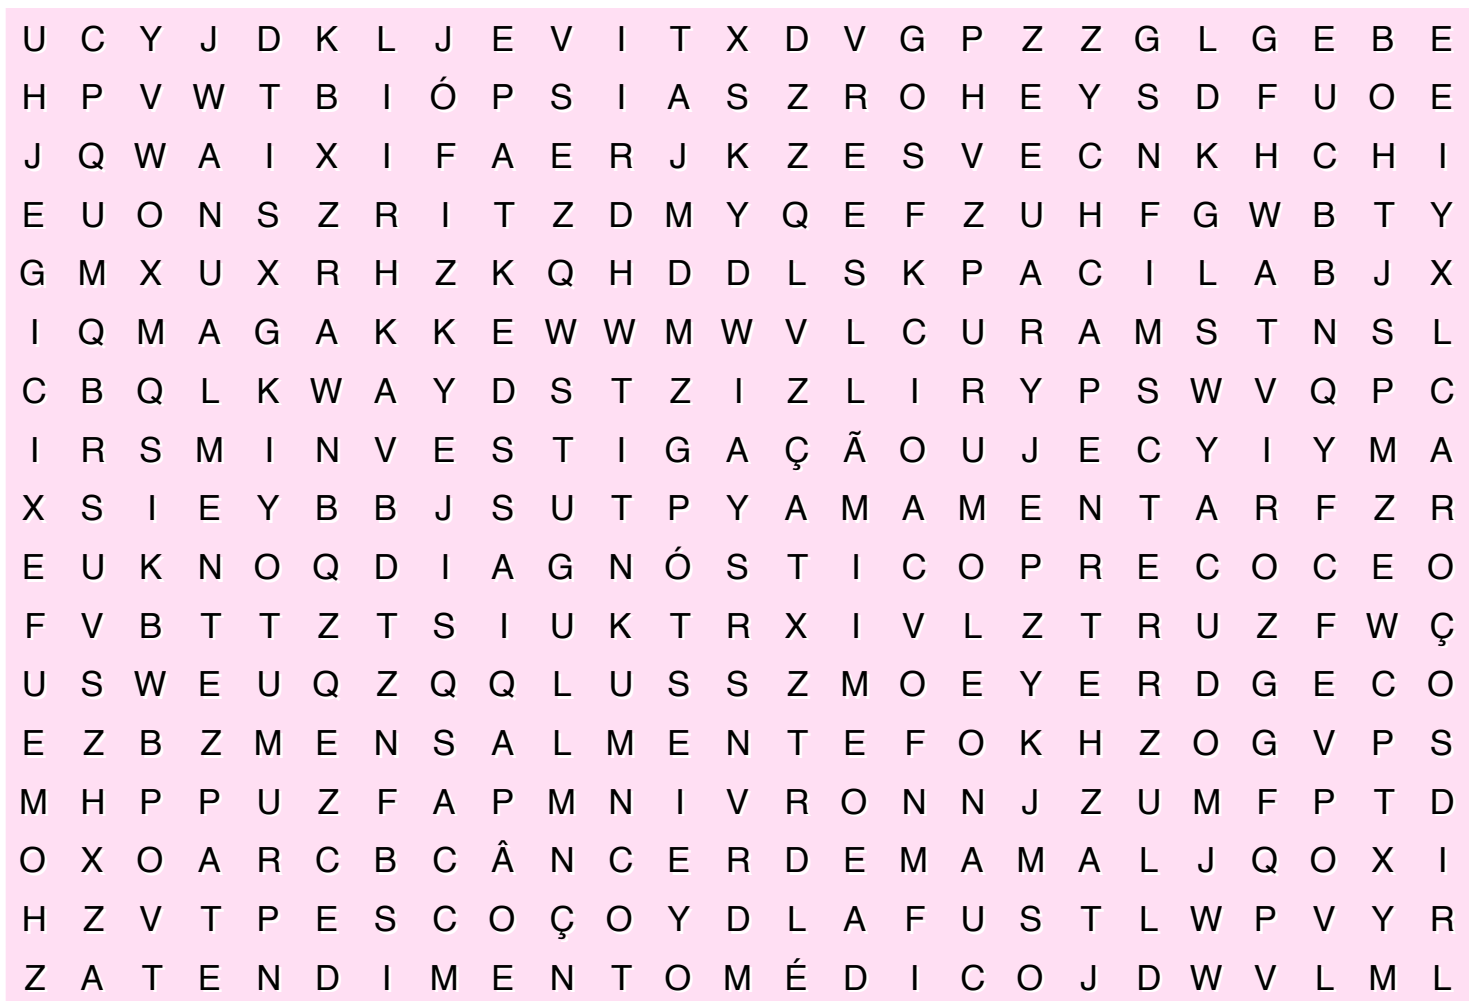 U C Y J D K L J E V I T X D V G P Z Z G L G E B E
H P V W T B I Ó P S I A S Z R O H E Y S D F U O E
J Q W A I X I F A E R J K Z E S V E C N K H C H I
E U O N S Z R I T Z D M Y Q E F Z U H F G W B T Y
G M X U X R H Z K Q H D D L S K P A C I L A B J X
I Q M A G A K K E W W M W V L C U R A M S T N S L
C B Q L K W A Y D S T Z I Z L I R Y P S W V Q P C
I R S M I N V E S T I G A Ç Ã O U J E C Y I Y M A
X S I E Y B B J S U T P Y A M A M E N T A R F Z R
E U K N O Q D I A G N Ó S T I C O P R E C O C E O
F V B T T Z T S I U K T R X I V L Z T R U Z F W Ç
U S W E U Q Z Q Q L U S S Z M O E Y E R D G E C O
E Z B Z M E N S A L M E N T E F O K H Z O G V P S
M H P P U Z F A P M N I V R O N N J Z U M F P T D
O X O A R C B C Â N C E R D E M A M A L J Q O X I
H Z V T P E S C O Ç O Y D L A F U S T L W P V Y R
Z A T E N D I M E N T O M É D I C O J D W V L M L